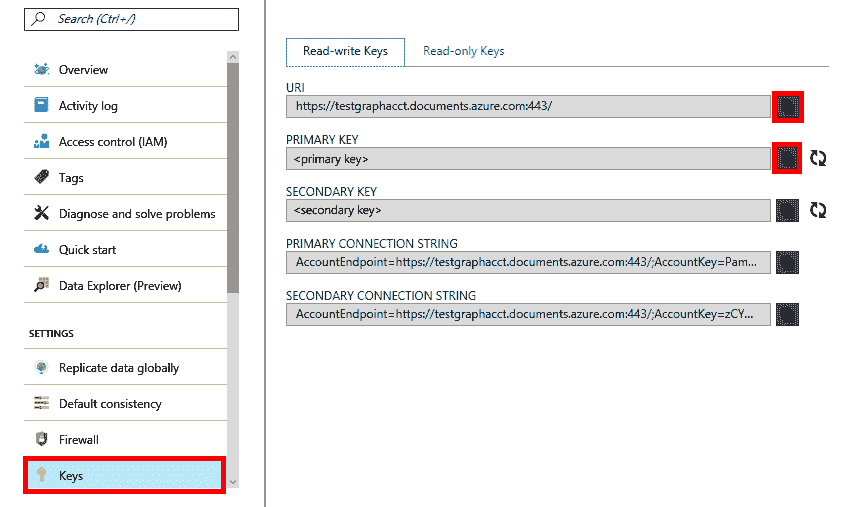 Search (Ctrl+/)
Overview
Activity log
Access control (IAM)
Tags
Diagnose and solve problems
Quick start
Data Explorer (Preview)
SETTINGS
Replicate data globally
Default consistency
Firewall
Keys
Read-write Keys
Read-only Keys
URI
https://testgraphacct.documents.azure.com:443/
PRIMARY KEY
<primary key>
SECONDARY KEY
<secondary key>
PRIMARY CONNECTION STRING
AccountEndpoint=https://testgraphacct.documents.azure.com:443/;AccountKey=Pam...
SECONDARY CONNECTION STRING
AccountEndpoint=https://testgraphacct.documents.azure.com:443/;AccountKey=zCY...